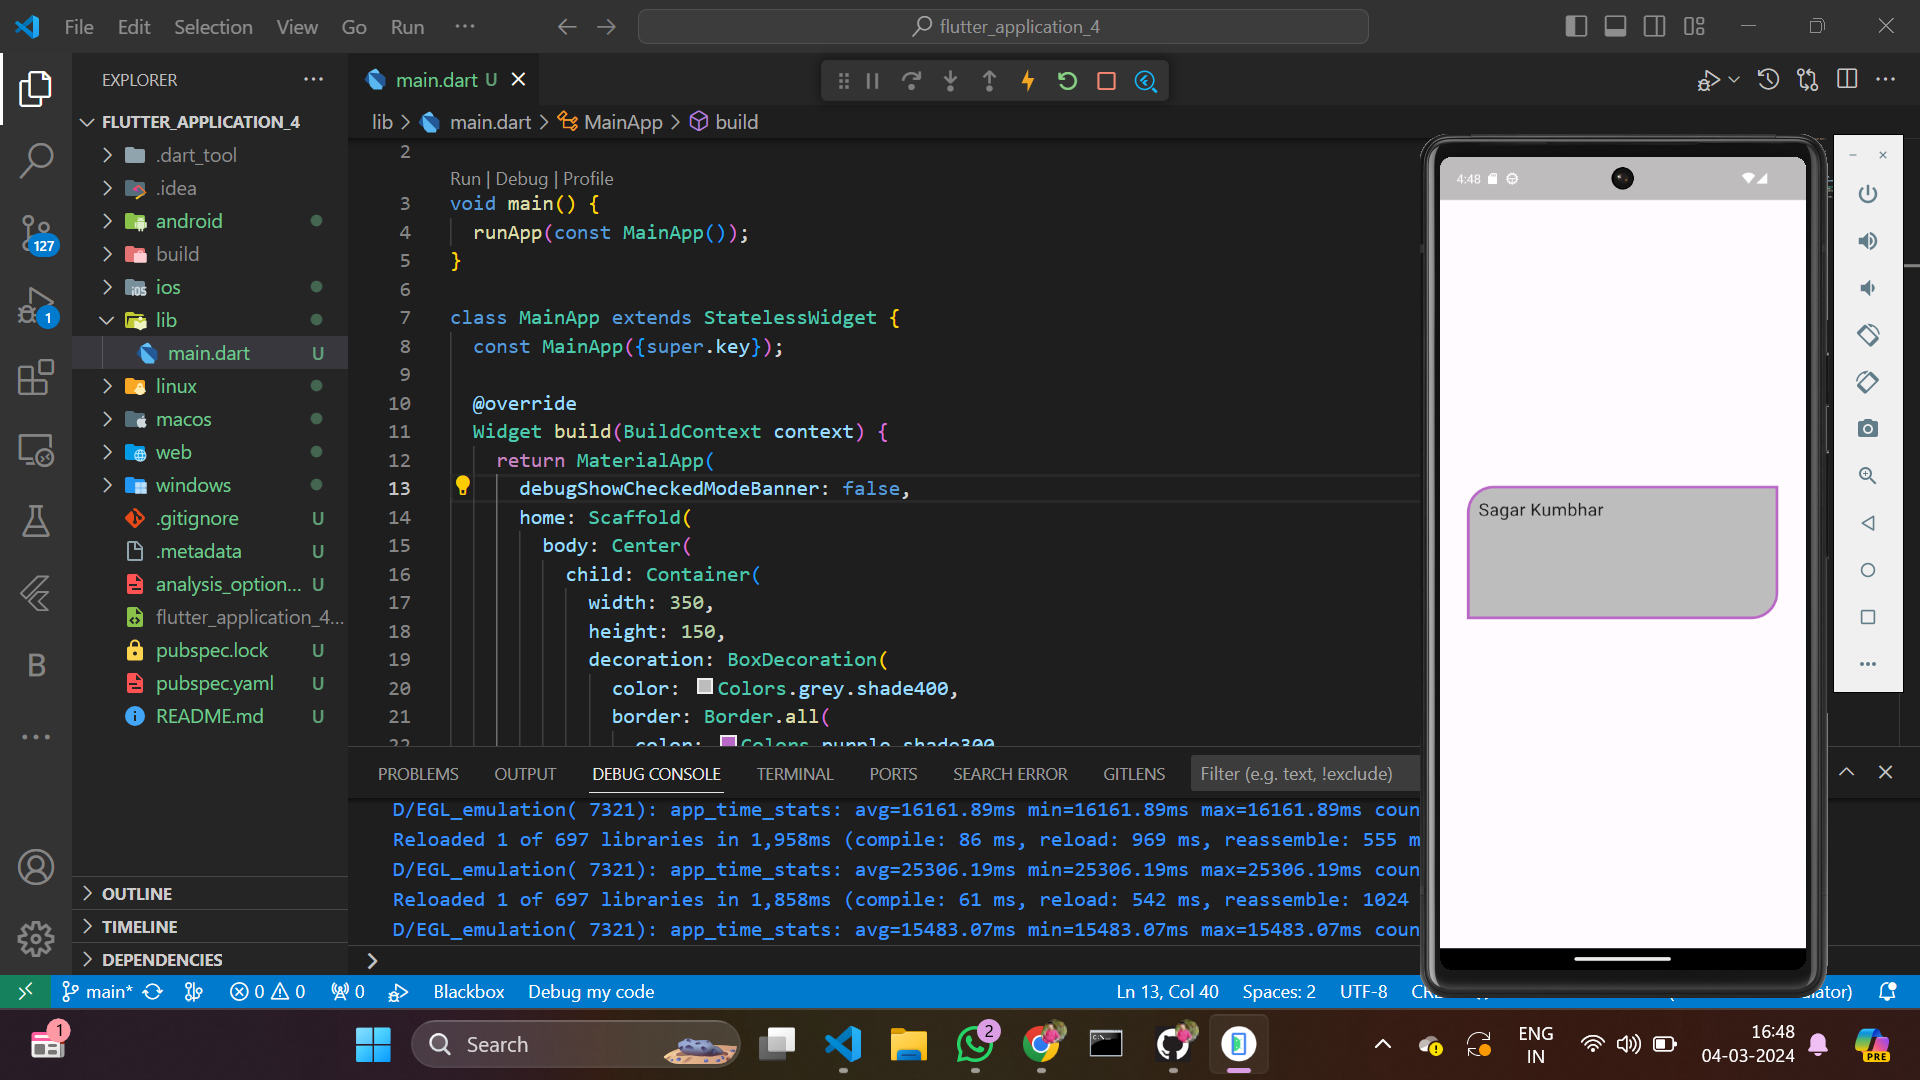 File Edit Selection View Go Run ··· flutter_application_4
EXPLORER ···
main.dart U
FLUTTER_APPLICATION_4
.dart_tool
.idea
android
build
ios
lib
main.dart U
linux
macos
web
windows
.gitignore U
.metadata U
analysis_option... U
flutter_application_4...
pubspec.lock U
pubspec.yaml U
README.md U
127
1
B
OUTLINE
TIMELINE
DEPENDENCIES
lib > main.dart > MainApp > build
2
Run | Debug | Profile
3 void main() {
4 runApp(const MainApp());
5 }
6
7 class MainApp extends StatelessWidget {
8 const MainApp({super.key});
9
10 @override
11 Widget build(BuildContext context) {
12 return MaterialApp(
13 debugShowCheckedModeBanner: false,
14 home: Scaffold(
15 body: Center(
16 child: Container(
17 width: 350,
18 height: 150,
19 decoration: BoxDecoration(
20 color: Colors.grey.shade400,
21 border: Border.all(
22 color: Colors.purple.shade300
4:48
Sagar Kumbhar
PROBLEMS OUTPUT DEBUG CONSOLE TERMINAL PORTS SEARCH ERROR GITLENS Filter (e.g. text, !exclude)
D/EGL_emulation( 7321): app_time_stats: avg=16161.89ms min=16161.89ms max=16161.89ms coun
Reloaded 1 of 697 libraries in 1,958ms (compile: 86 ms, reload: 969 ms, reassemble: 555 m
D/EGL_emulation( 7321): app_time_stats: avg=25306.19ms min=25306.19ms max=25306.19ms coun
Reloaded 1 of 697 libraries in 1,858ms (compile: 61 ms, reload: 542 ms, reassemble: 1024
D/EGL_emulation( 7321): app_time_stats: avg=15483.07ms min=15483.07ms max=15483.07ms coun
main* 0 0 0 Blackbox Debug my code Ln 13, Col 40 Spaces: 2 UTF-8
1 Search 2 ENG IN 16:48 04-03-2024 PRE